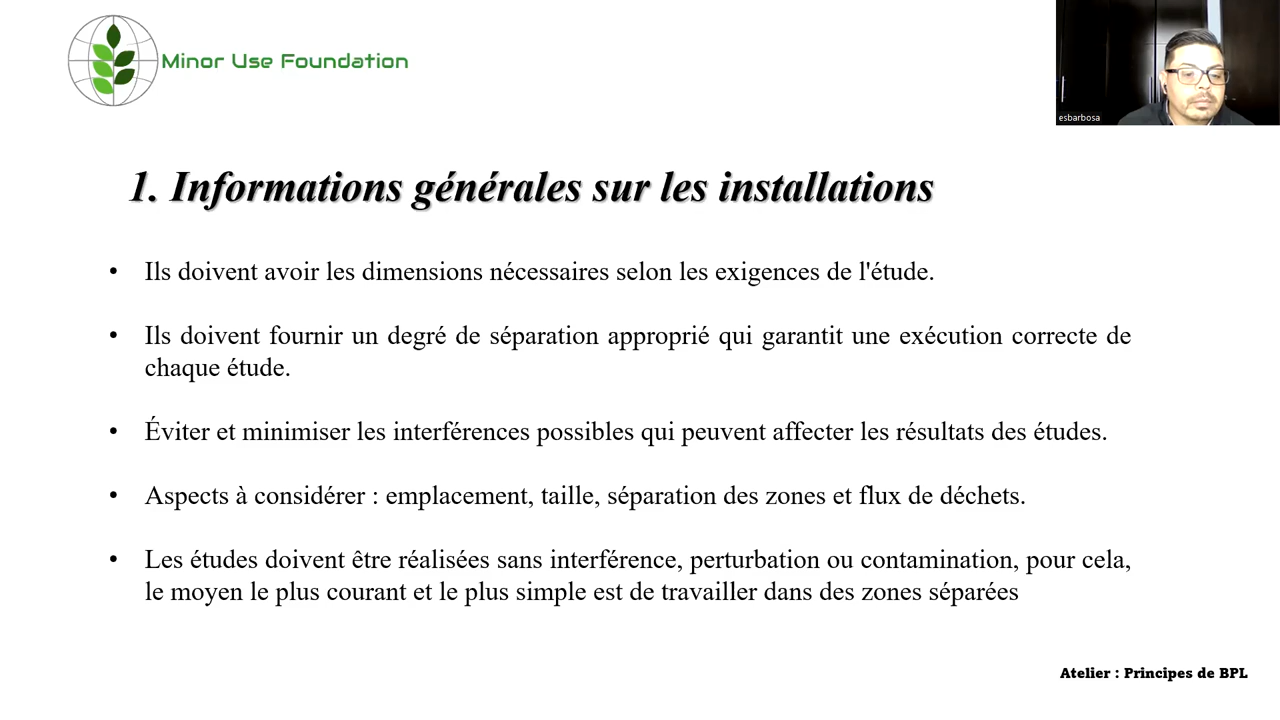 Minor Use Foundation
esbarbosa
1. Informations générales sur les installations
• Ils doivent avoir les dimensions nécessaires selon les exigences de l'étude.
• Ils doivent fournir un degré de séparation approprié qui garantit une exécution correcte de
chaque étude.
• Éviter et minimiser les interférences possibles qui peuvent affecter les résultats des études.
• Aspects à considérer : emplacement, taille, séparation des zones et flux de déchets.
• Les études doivent être réalisées sans interférence, perturbation ou contamination, pour cela,
le moyen le plus courant et le plus simple est de travailler dans des zones séparées
Atelier : Principes de BPL